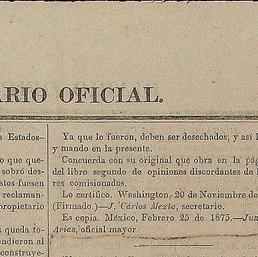 ARIO OFICIAL.
s Estados-
o que que-
sobró des-
stos fuesen
reclaman-
propietario
s queda to-
endieron al
construye-
Ya que lo fueron, deben ser desechados; y así l
y mando en la presente.
Concuerda con su original que obra en la pág
del libro segundo de opiniones discordantes de l
res comisionados.
Lo certifico. Washington, 20 de Noviembre de
(Firmado.)—J. Cárlos Mexía, secretario.
Es copia. México, Febrero 25 de 1875.—Jua
Arias, oficial mayor.